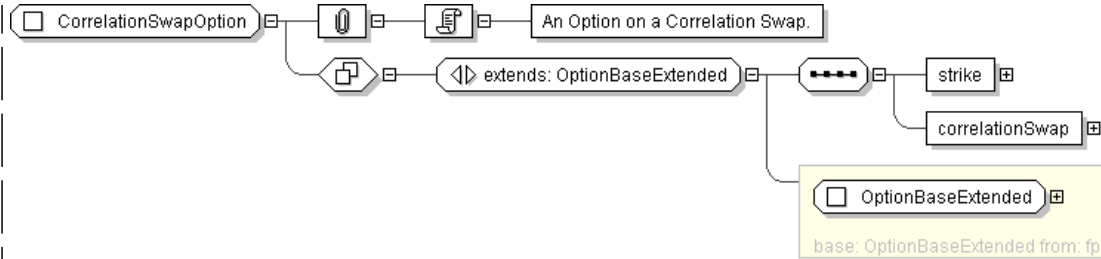 CorrelationSwapOption
An Option on a Correlation Swap.
extends: OptionBaseExtended
strike
correlationSwap
OptionBaseExtended
base: OptionBaseExtended from: fp